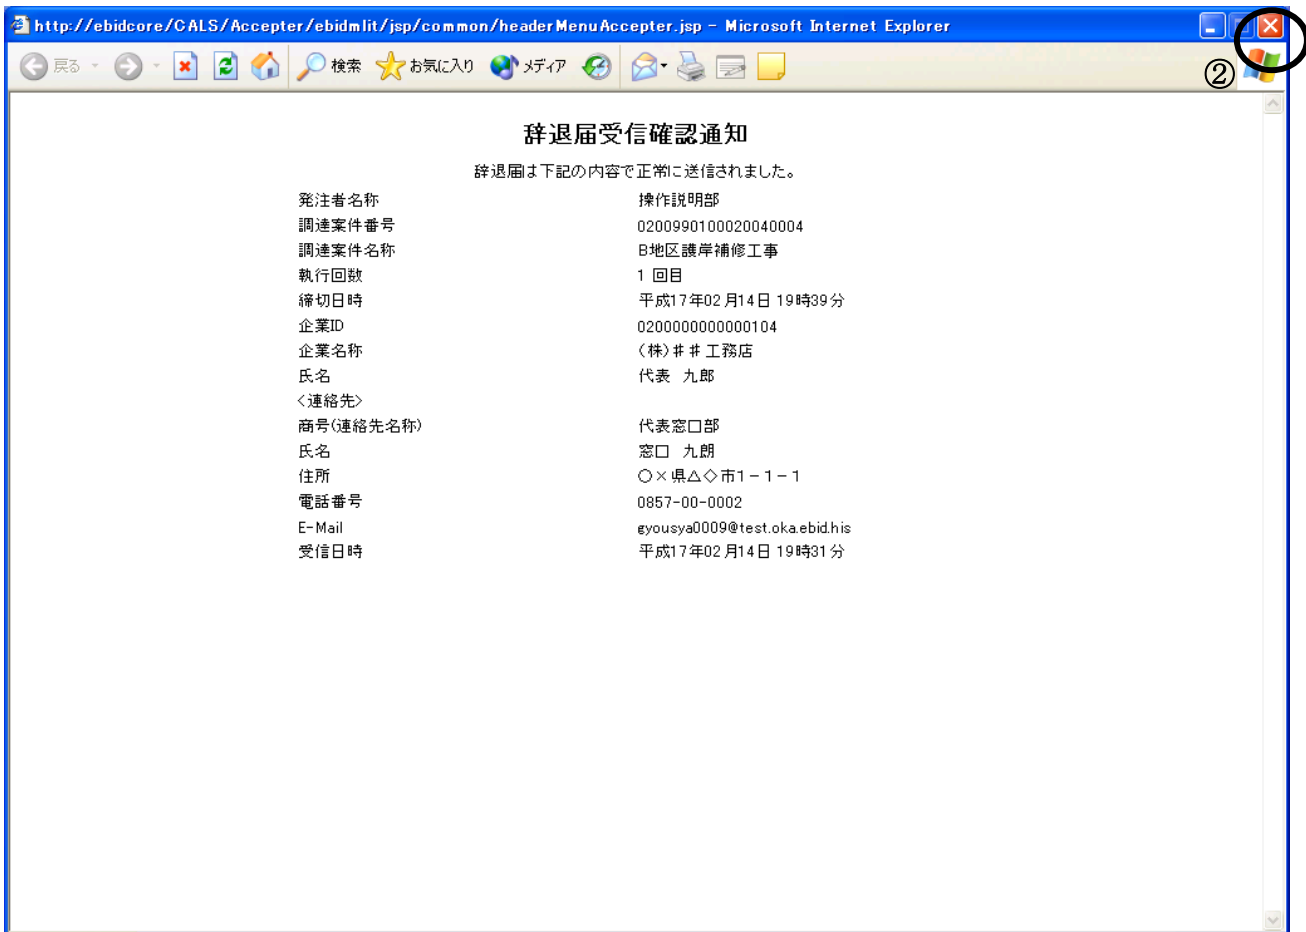 http://ebidcore/CALS/Accepter/ebidmlit/jsp/common/headerMenuAccepter.jsp - Microsoft Internet Explorer
戻る 検索 お気に入り メディア
②
辞退届受信確認通知
辞退届は下記の内容で正常に送信されました。
発注者名称 操作説明部
調達案件番号 0200990100020040004
調達案件名称 B地区護岸補修工事
執行回数 1 回目
締切日時 平成17年02月14日 19時39分
企業ID 0200000000000104
企業名称 （株）＃＃工務店
氏名 代表　九郎
〈連絡先〉
商号(連絡先名称) 代表窓口部
氏名 窓口　九朗
住所 〇×県△◇市1－1－1
電話番号 0857-00-0002
E-Mail gyousya0009@test.oka.ebid.his
受信日時 平成17年02月14日 19時31分